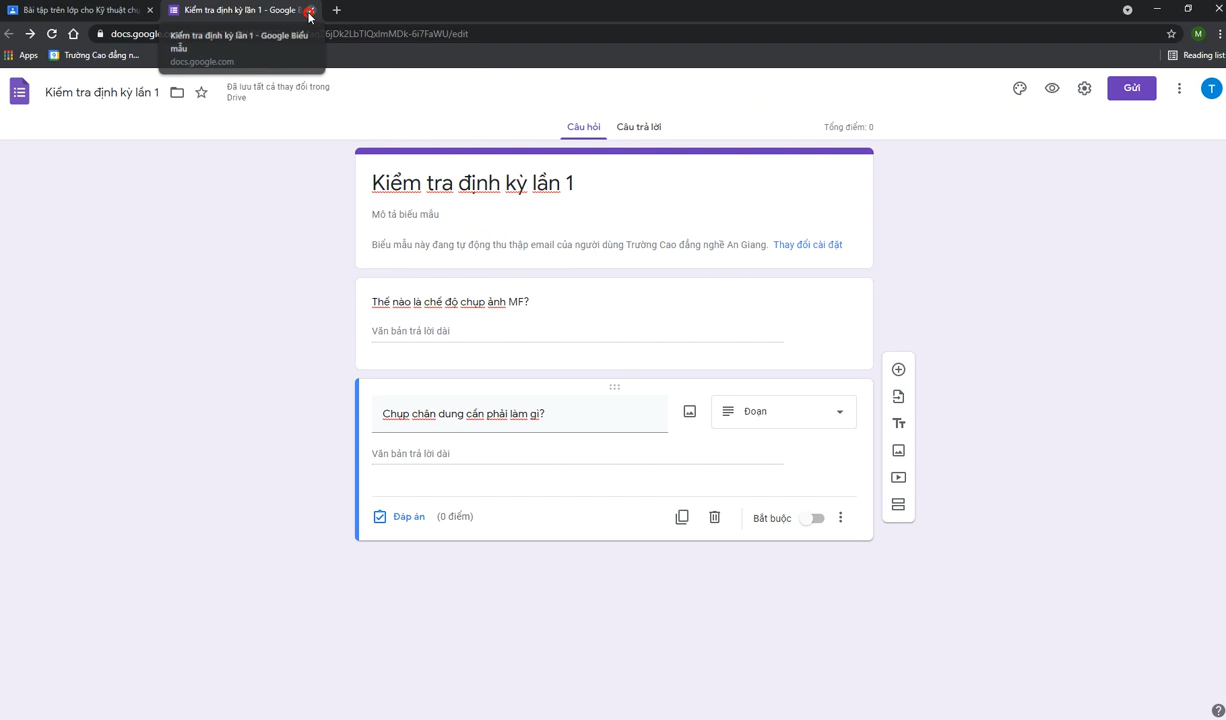 Bài tập trên lớp cho Kỹ thuật chụ
Kiểm tra định kỳ lần 1 - Google B
docs.google.
6jDk2LbTlQxlmMDk-6i7FaWU/edit
M
Kiểm tra định kỳ lần 1 - Google Biểu
mẫu
docs.google.com
Apps
Trường Cao đẳng n...
Reading list
Kiểm tra định kỳ lần 1
Đã lưu tất cả thay đổi trong
Drive
Gửi
T
Câu hỏi
Câu trả lời
Tổng điểm: 0
Kiểm tra định kỳ lần 1
Mô tả biểu mẫu
Biểu mẫu này đang tự động thu thập email của người dùng Trường Cao đẳng nghề An Giang. Thay đổi cài đặt
Thế nào là chế độ chụp ảnh MF?
Văn bản trả lời dài
Chụp chân dung cần phải làm gì?
Đoạn
Văn bản trả lời dài
Tт
Đáp án
(0 điểm)
Bắt buộc